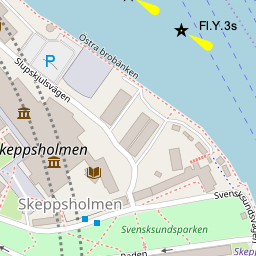 Fl.Y.3s
Östra brobänken
P
Slupskjulsvägen
Skeppsholmen
Skeppsholmen
Svensksundsparken
Svensksundsvägen